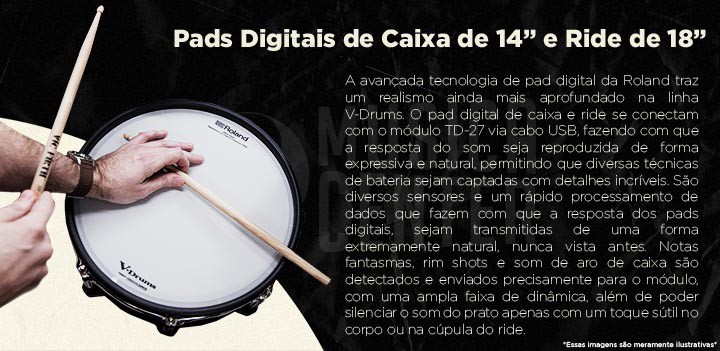 Pads Digitais de Caixa de 14” e Ride de 18”
A avançada tecnologia de pad digital da Roland traz
um realismo ainda mais aprofundado na linha
V-Drums. O pad digital de caixa e ride se conectam
com o módulo TD-27 via cabo USB, fazendo com que
a resposta do som seja reproduzida de forma
expressiva e natural, permitindo que diversas técnicas
de bateria sejam captadas com detalhes incríveis. São
diversos sensores e um rápido processamento de
dados que fazem com que a resposta dos pads
digitais, sejam transmitidas de uma forma
extremamente natural, nunca vista antes. Notas
fantasmas, rim shots e som de aro de caixa são
detectados e enviados precisamente para o módulo,
com uma ampla faixa de dinâmica, além de poder
silenciar o som do prato apenas com um toque sútil no
corpo ou na cúpula do ride.
*Essas imagens são meramente ilustrativas*
Roland
V-Drums
VIC FIRTH